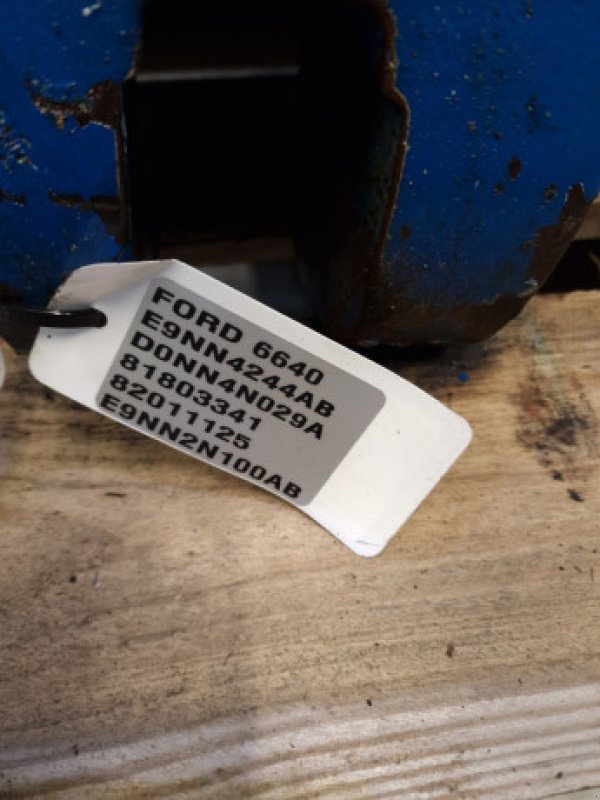 FORD 6640
E9NN4244AB
D0NN4N029A
81803341
82011125
E9NN2N100AB